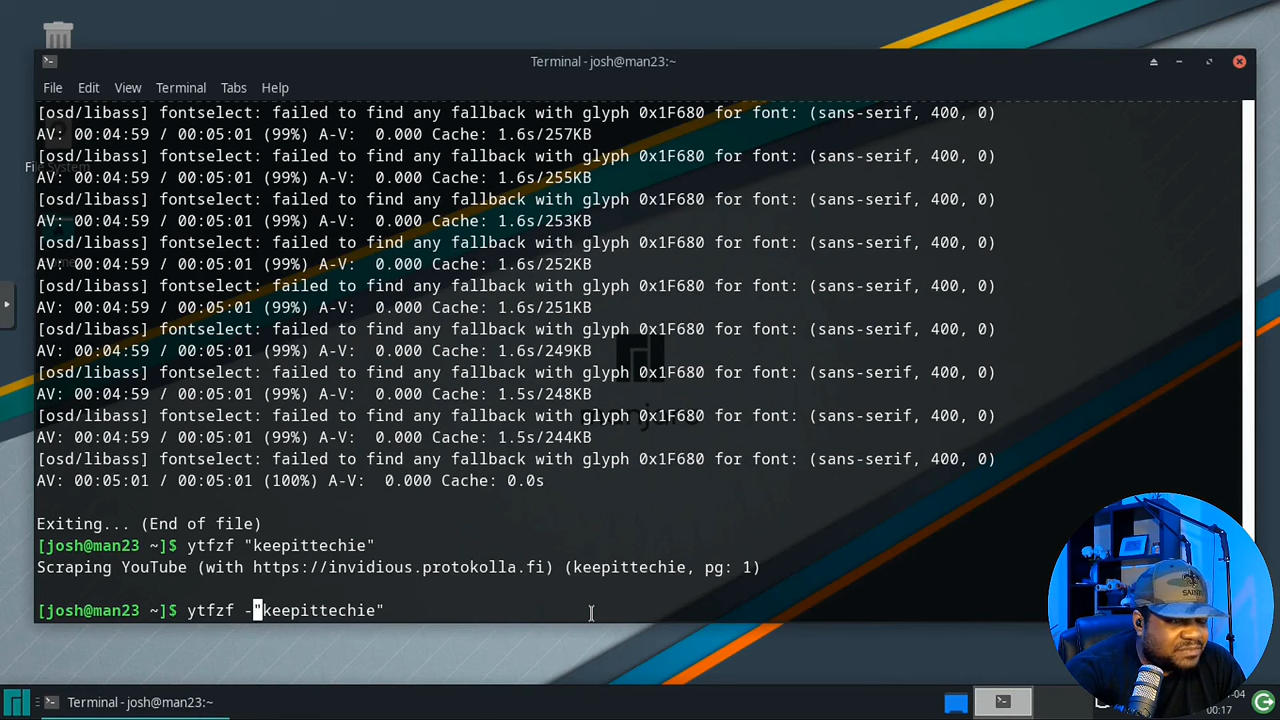 Terminal - josh@man23:~
File Edit View Terminal Tabs Help
[osd/libass] fontselect: failed to find any fallback with glyph 0x1F680 for font: (sans-serif, 400, 0)
AV: 00:04:59 / 00:05:01 (99%) A-V:  0.000 Cache: 1.6s/257KB
[osd/libass] fontselect: failed to find any fallback with glyph 0x1F680 for font: (sans-serif, 400, 0)
AV: 00:04:59 / 00:05:01 (99%) A-V:  0.000 Cache: 1.6s/255KB
[osd/libass] fontselect: failed to find any fallback with glyph 0x1F680 for font: (sans-serif, 400, 0)
AV: 00:04:59 / 00:05:01 (99%) A-V:  0.000 Cache: 1.6s/253KB
[osd/libass] fontselect: failed to find any fallback with glyph 0x1F680 for font: (sans-serif, 400, 0)
AV: 00:04:59 / 00:05:01 (99%) A-V:  0.000 Cache: 1.6s/252KB
[osd/libass] fontselect: failed to find any fallback with glyph 0x1F680 for font: (sans-serif, 400, 0)
AV: 00:04:59 / 00:05:01 (99%) A-V:  0.000 Cache: 1.6s/251KB
[osd/libass] fontselect: failed to find any fallback with glyph 0x1F680 for font: (sans-serif, 400, 0)
AV: 00:04:59 / 00:05:01 (99%) A-V:  0.000 Cache: 1.6s/249KB
[osd/libass] fontselect: failed to find any fallback with glyph 0x1F680 for font: (sans-serif, 400, 0)
AV: 00:04:59 / 00:05:01 (99%) A-V:  0.000 Cache: 1.5s/248KB
[osd/libass] fontselect: failed to find any fallback with glyph 0x1F680 for font: (sans-serif, 400, 0)
AV: 00:04:59 / 00:05:01 (99%) A-V:  0.000 Cache: 1.5s/244KB
[osd/libass] fontselect: failed to find any fallback with glyph 0x1F680 for font: (sans-serif, 400, 0)
AV: 00:05:01 / 00:05:01 (100%) A-V:  0.000 Cache: 0.0s
Exiting... (End of file)
[josh@man23 ~]$ ytfzf "keepittechie"
Scraping YouTube (with https://invidious.protokolla.fi) (keepittechie, pg: 1)
[josh@man23 ~]$ ytfzf -"keepittechie"
Terminal - josh@man23:~
-04
00:17